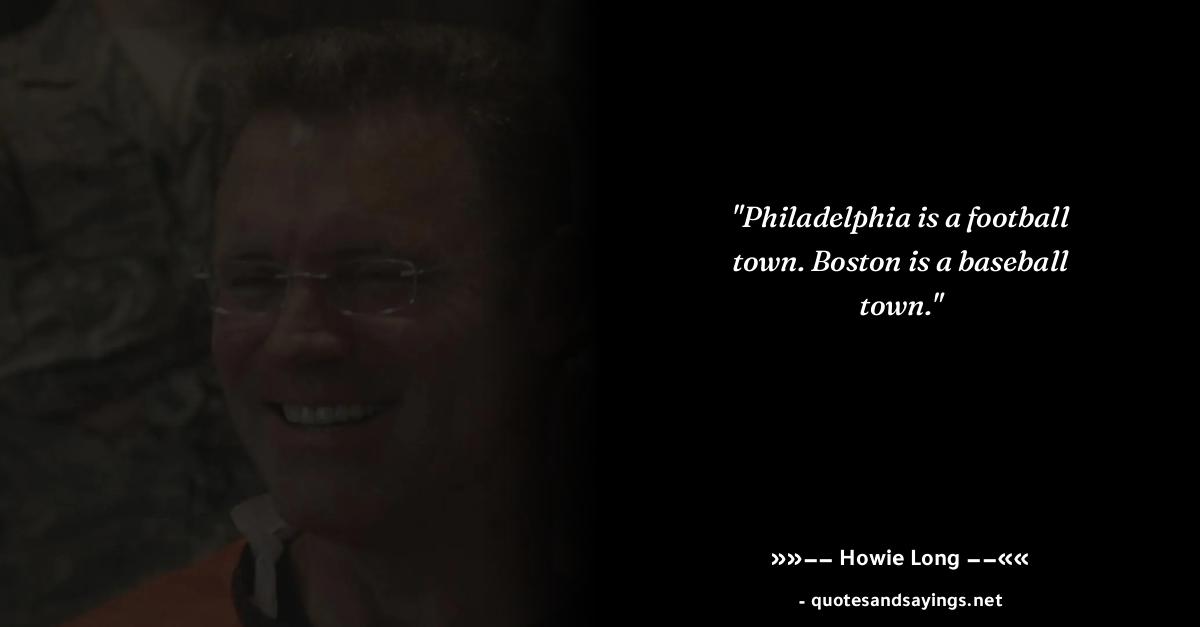 "Philadelphia is a football
town. Boston is a baseball
town."
»»−− Howie Long −−««
- quotesandsayings.net